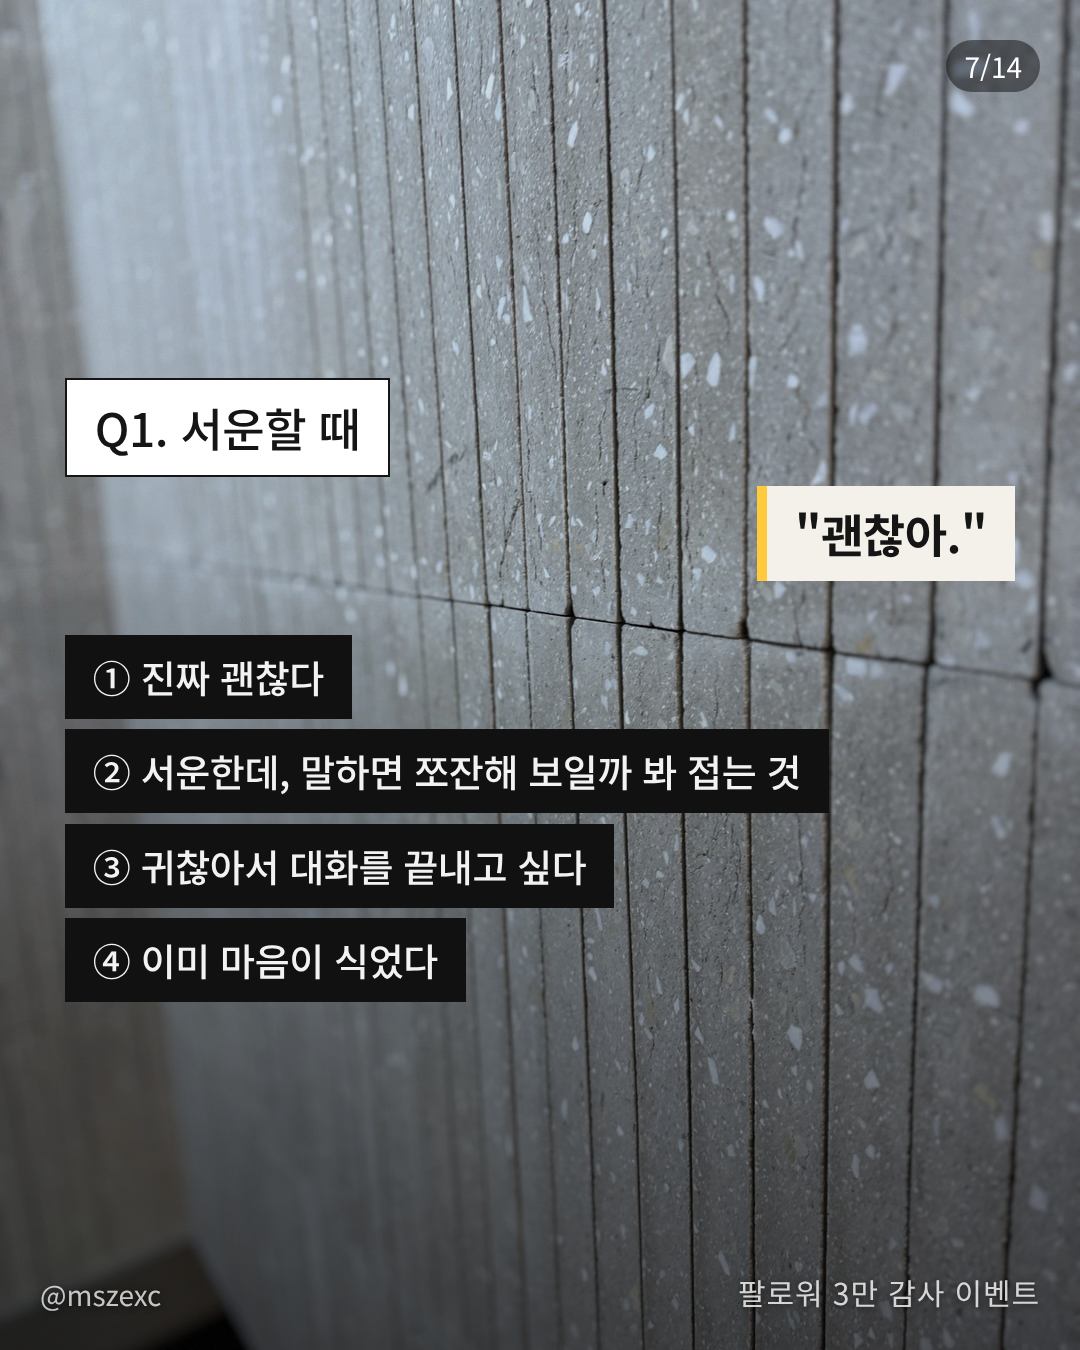 7/14
Q1. 서운할 때
"괜찮아."
① 진짜 괜찮다
② 서운한데, 말하면 쪼잔해 보일까 봐 접는 것
③ 귀찮아서 대화를 끝내고 싶다
④ 이미 마음이 식었다
@mszexc
팔로워 3만 감사 이벤트